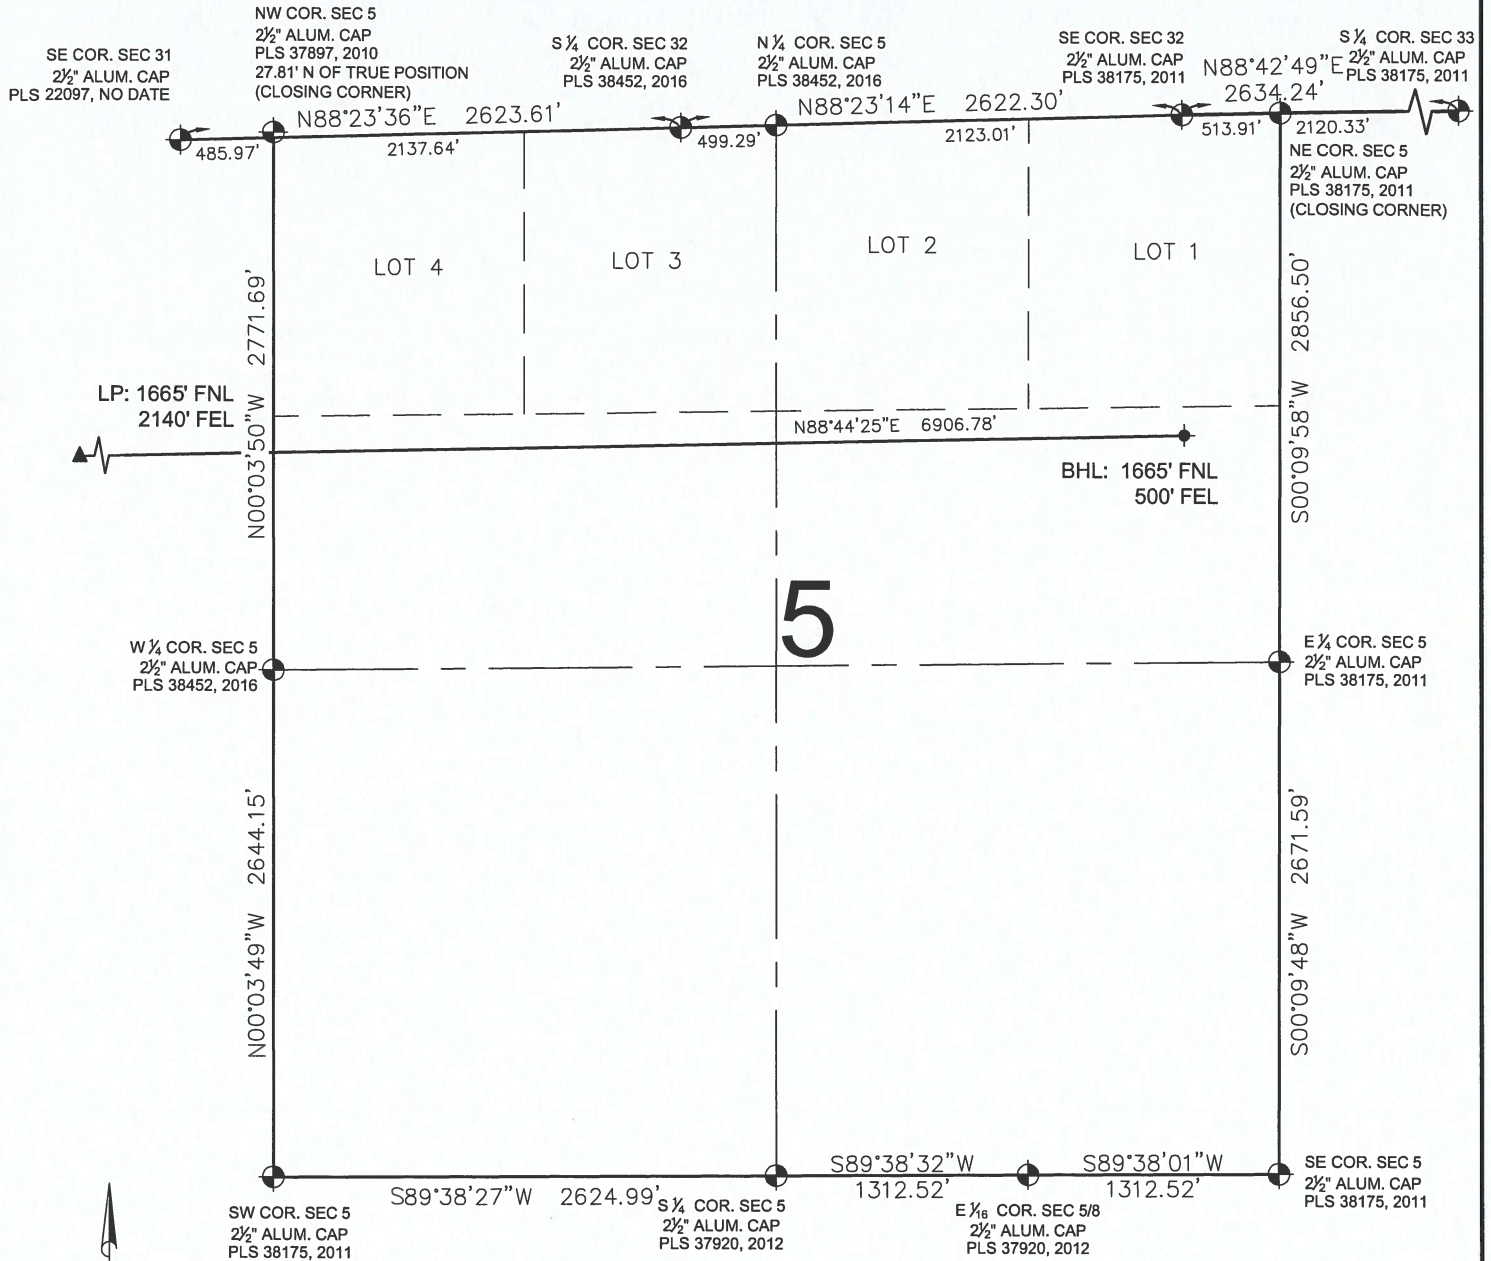 NW COR. SEC 5
2½" ALUM. CAP
PLS 37897, 2010
27.81' N OF TRUE POSITION
(CLOSING CORNER)
SE COR. SEC 31
2½" ALUM. CAP
PLS 22097, NO DATE
S ¼ COR. SEC 32
2½" ALUM. CAP
PLS 38452, 2016
N ¼ COR. SEC 5
2½" ALUM. CAP
PLS 38452, 2016
SE COR. SEC 32
2½" ALUM. CAP
PLS 38175, 2011
S ¼ COR. SEC 33
2½" ALUM. CAP
PLS 38175, 2011
N88°23'36"E 2623.61'
N88°23'14"E 2622.30'
N88°42'49"E
2634.24'
485.97'
2137.64'
499.29'
2123.01'
513.91'
2120.33'
NE COR. SEC 5
2½" ALUM. CAP
PLS 38175, 2011
(CLOSING CORNER)
LOT 4
LOT 3
LOT 2
LOT 1
N00°03'50"W 2771.69'
S00°09'58"W 2856.50'
LP: 1665' FNL
2140' FEL
N88°44'25"E 6906.78'
BHL: 1665' FNL
500' FEL
5
W ¼ COR. SEC 5
2½" ALUM. CAP
PLS 38452, 2016
E ¼ COR. SEC 5
2½" ALUM. CAP
PLS 38175, 2011
N00°03'49"W 2644.15'
S00°09'48"W 2671.59'
S89°38'27"W 2624.99'
S89°38'32"W
1312.52'
S89°38'01"W
1312.52'
SW COR. SEC 5
2½" ALUM. CAP
PLS 38175, 2011
S ¼ COR. SEC 5
2½" ALUM. CAP
PLS 37920, 2012
E 1/16 COR. SEC 5/8
2½" ALUM. CAP
PLS 37920, 2012
SE COR. SEC 5
2½" ALUM. CAP
PLS 38175, 2011